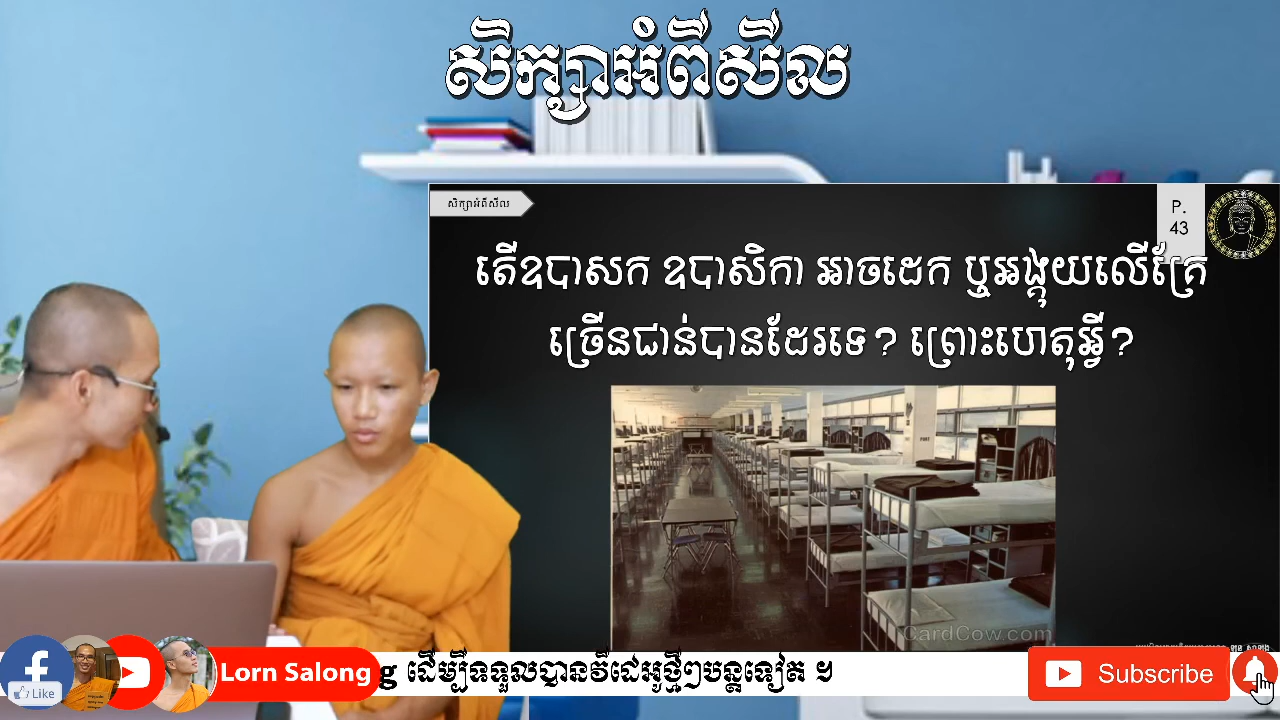 សិក្សាអំពីសីល
សិក្សាអំពីសីល
P.
43
តើឧបាសក ឧបាសិកា អាចដេក ឬអង្គុយលើគ្រែ
ច្រើនជាន់បានដែរទេ? ព្រោះហេតុអ្វី?
CardCow.com
Like
Lorn Salong
g ដើម្បីទទួលបានវីដេអូថ្មីៗបន្តទៀត ។
Subscribe